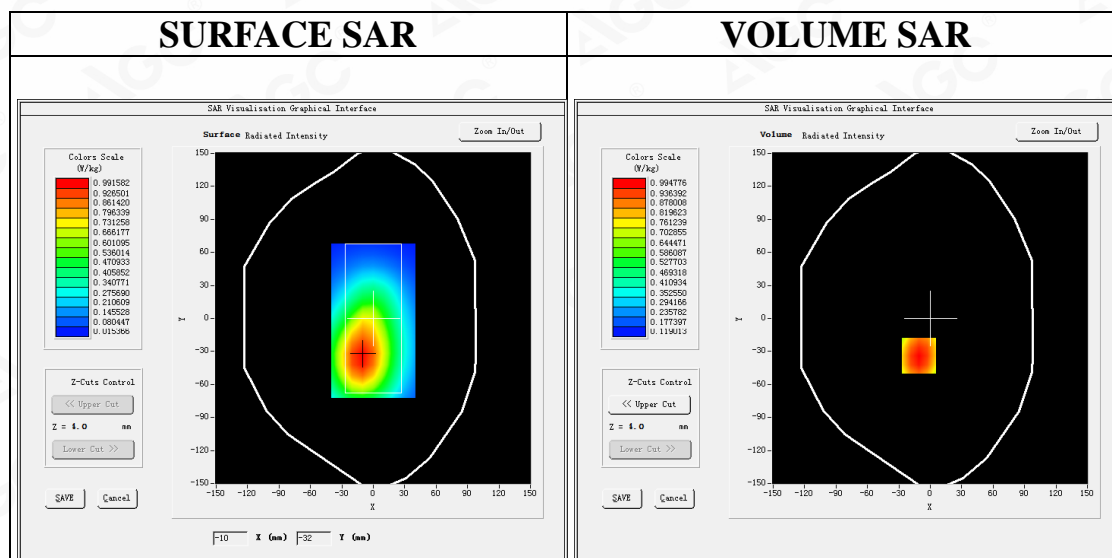 SURFACE SAR
VOLUME SAR
SAR Visualisation Graphical Interface
Surface Radiated Intensity
Zoom In/Out
Colors Scale
(W/kg)
0.991582
0.926501
0.861420
0.796339
0.731258
0.666177
0.601095
0.536014
0.470933
0.405852
0.340771
0.275690
0.210609
0.145528
0.080447
0.015366
150
120
90
60
30
0
-30
-60
-90
-120
-150
Y
-150 -120 -90 -60 -30 0 30 60 90 120 150
X
Z-Cuts Control
<< Upper Cut
Z = 4.0 mm
Lower Cut >>
SAVE Cancel
-10 X (mm) -32 Y (mm)
SAR Visualisation Graphical Interface
Volume Radiated Intensity
Zoom In/Out
Colors Scale
(W/kg)
0.994776
0.936392
0.878008
0.819623
0.761239
0.702855
0.644471
0.586087
0.527703
0.469318
0.410934
0.352550
0.294166
0.235782
0.177397
0.119013
150
120
90
60
30
0
-30
-60
-90
-120
-150
Y
-150 -120 -90 -60 -30 0 30 60 90 120 150
X
Z-Cuts Control
<< Upper Cut
Z = 4.0 mm
Lower Cut >>
SAVE Cancel
AGC